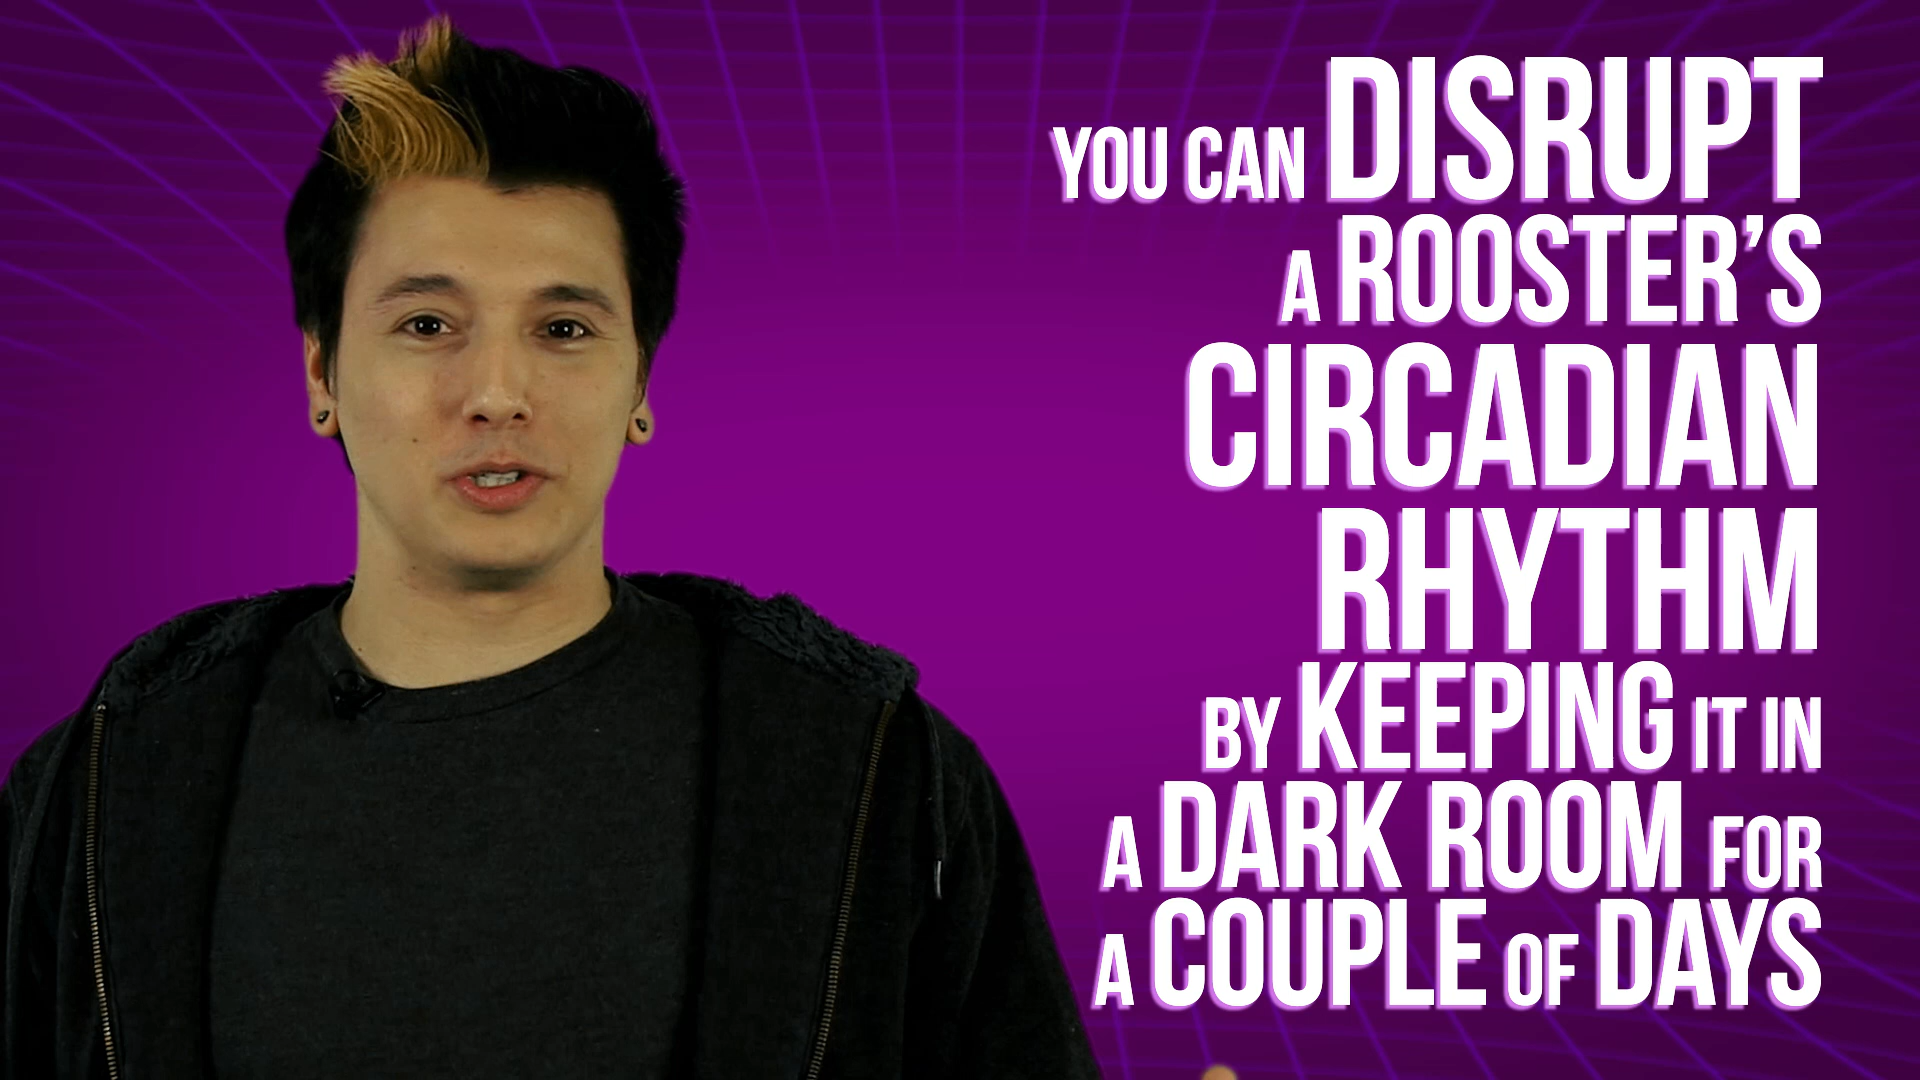 YOU CAN DISRUPT
A ROOSTER'S
CIRCADIAN
RHYTHM
BY KEEPING IT IN
A DARK ROOM FOR
A COUPLE OF DAYS